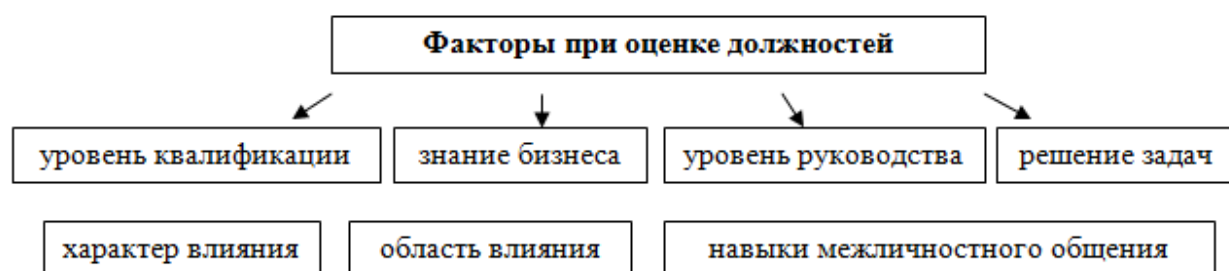 Факторы при оценке должностей
уровень квалификации
знание бизнеса
уровень руководства
решение задач
характер влияния
область влияния
навыки межличностного общения